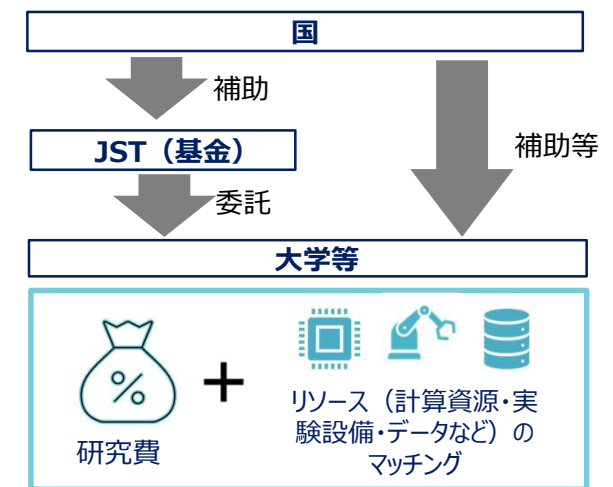 国
補助
JST（基金）
補助等
委託
大学等
%
+
研究費
リソース（計算資源・実
験設備・データなど）の
マッチング